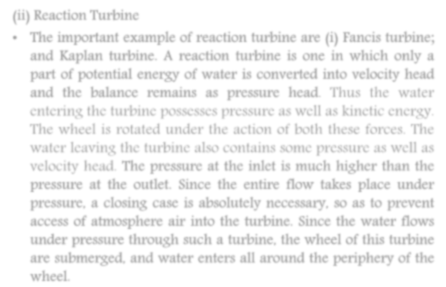 (ii) Reaction Turbine
• The important example of reaction turbine are (i) Fancis turbine;
and Kaplan turbine. A reaction turbine is one in which only a
part of potential energy of water is converted into velocity head
and the balance remains as pressure head. Thus the water
entering the turbine possesses pressure as well as kinetic energy.
The wheel is rotated under the action of both these forces. The
water leaving the turbine also contains some pressure as well as
velocity head. The pressure at the inlet is much higher than the
pressure at the outlet. Since the entire flow takes place under
pressure, a closing case is absolutely necessary, so as to prevent
access of atmosphere air into the turbine. Since the water flows
under pressure through such a turbine, the wheel of this turbine
are submerged, and water enters all around the periphery of the
wheel.